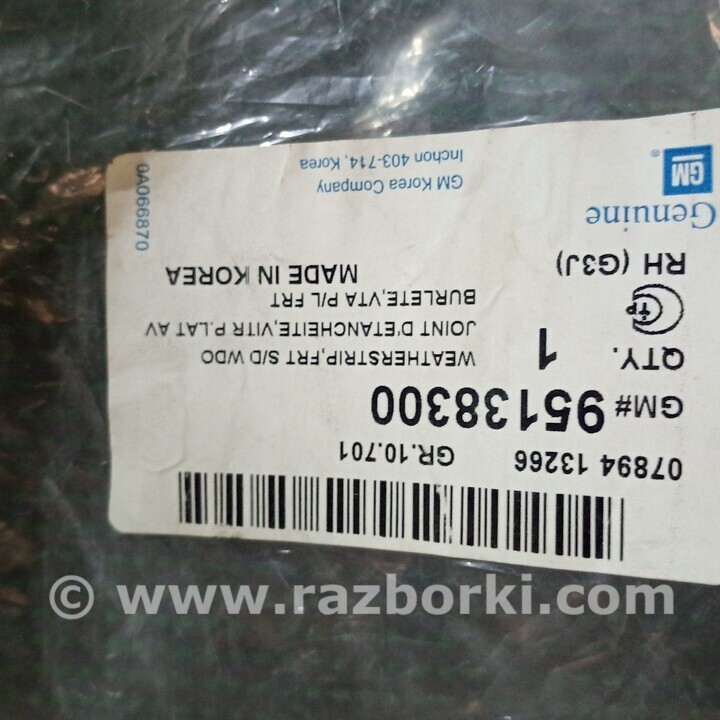 07894 13266 GR.10.701
GM# 95138300
QTY. 1
WEATHERSTRIP,FRT S/D WDO
JOINT D'ETANCHEITE,VITR P.LAT AV
BURLETE,VTA P/L FRT
MADE IN KOREA
TP
RH (G3J)
Genuine
GM ®
GM Korea Company
Inchon 403-714, Korea
0A066870
© www.razborki.com